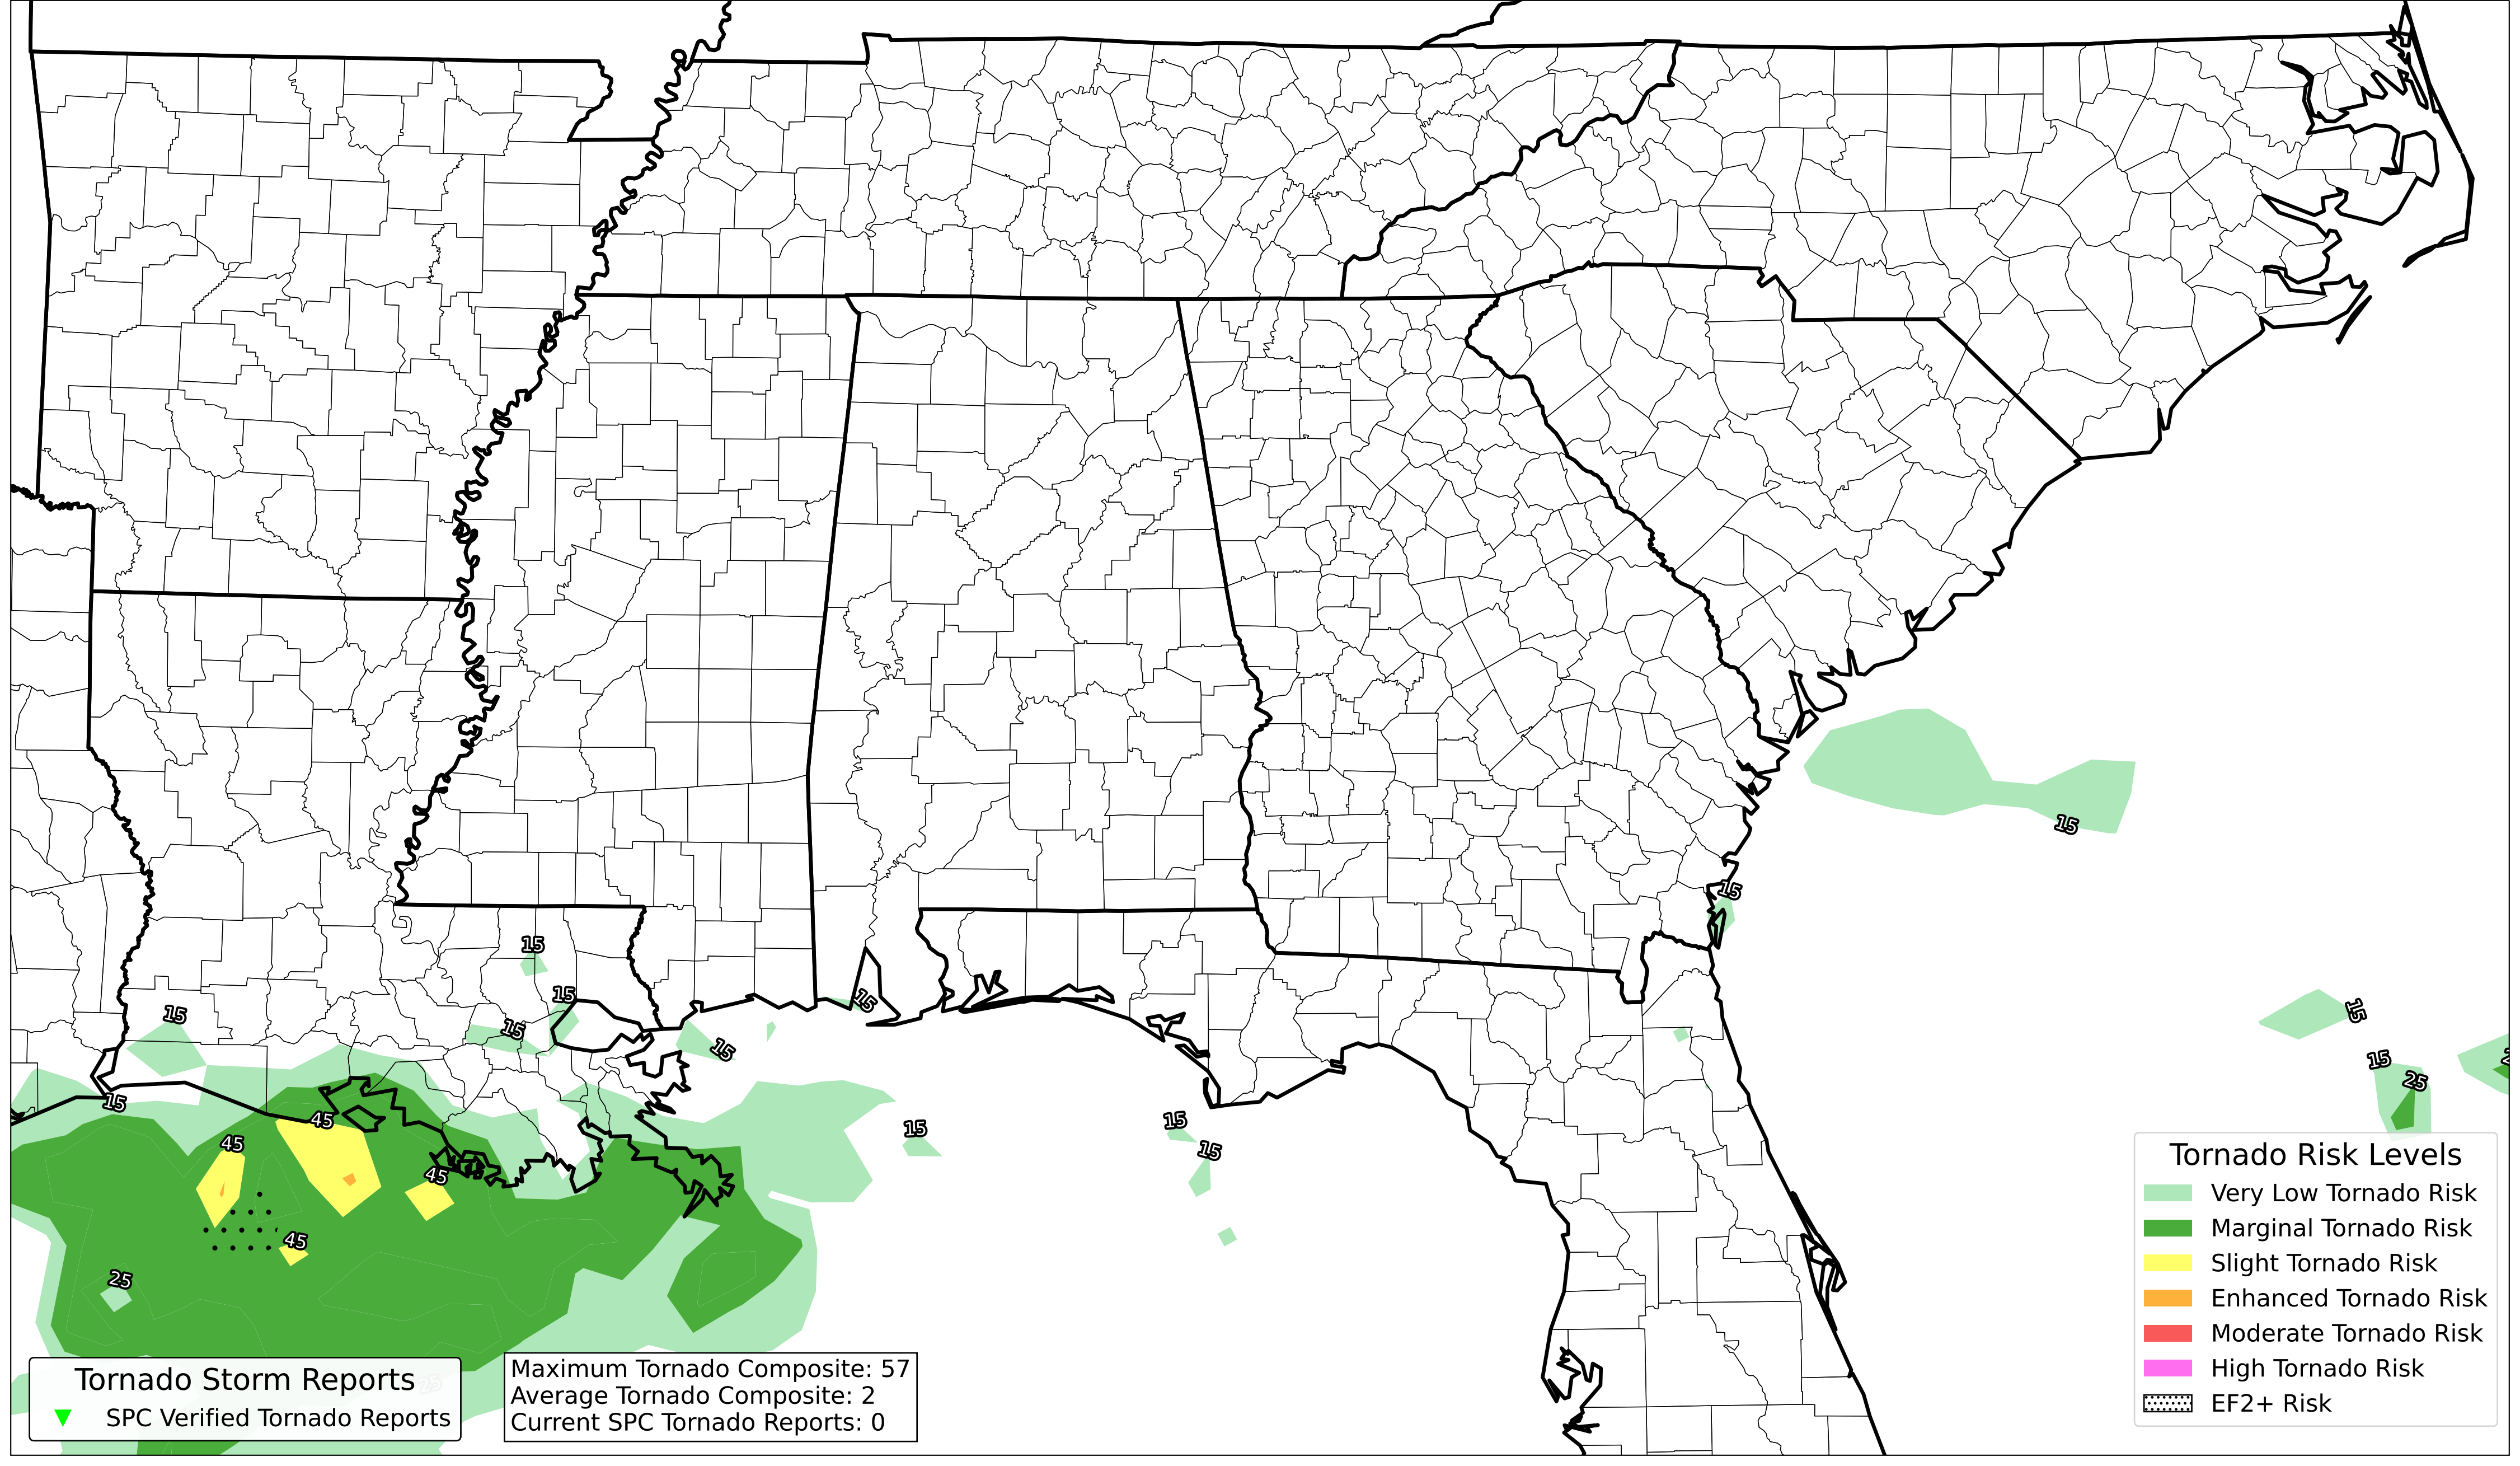 15
15
15
15
15
15
15
15
15
25
15
15
45
45
45
45
25
15
15
15
Tornado Risk Levels
Very Low Tornado Risk
Marginal Tornado Risk
Slight Tornado Risk
Enhanced Tornado Risk
Moderate Tornado Risk
High Tornado Risk
EF2+ Risk
Tornado Storm Reports
SPC Verified Tornado Reports
Maximum Tornado Composite: 57
Average Tornado Composite: 2
Current SPC Tornado Reports: 0